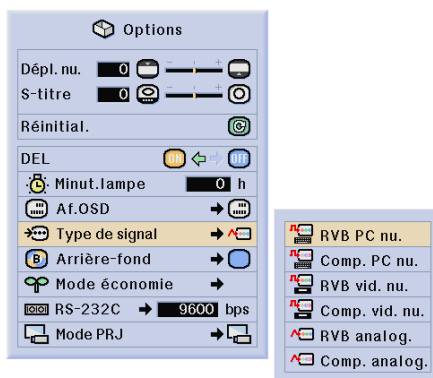 Options
Dépl. nu. 0 - +
S-titre 0 - +
Réinitial.
DEL ON OFF
Minut.lampe 0 h
Af.OSD
Type de signal
B Arrière-fond
Mode économie
RS-232C 9600 bps
Mode PRJ
RVB PC nu.
Comp. PC nu.
RVB vid. nu.
Comp. vid. nu.
RVB analog.
Comp. analog.